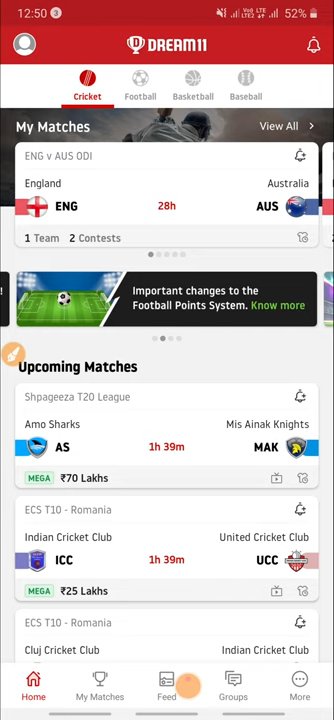 12:50 3 Vo)) LTE LTE2 52%
DREAM11
Cricket Football Basketball Baseball
My Matches View All
ENG v AUS ODI
England Australia
ENG 28h AUS
1 Team 2 Contests
!
Important changes to the
Football Points System. Know more
Upcoming Matches
Shpageeza T20 League
Amo Sharks Mis Ainak Knights
AS 1h 39m MAK
MEGA ₹70 Lakhs
ECS T10 - Romania
Indian Cricket Club United Cricket Club
ICC 1h 39m UCC
MEGA ₹25 Lakhs
ECS T10 - Romania
Cluj Cricket Club Indian Cricket Club
Home My Matches Feed Groups More